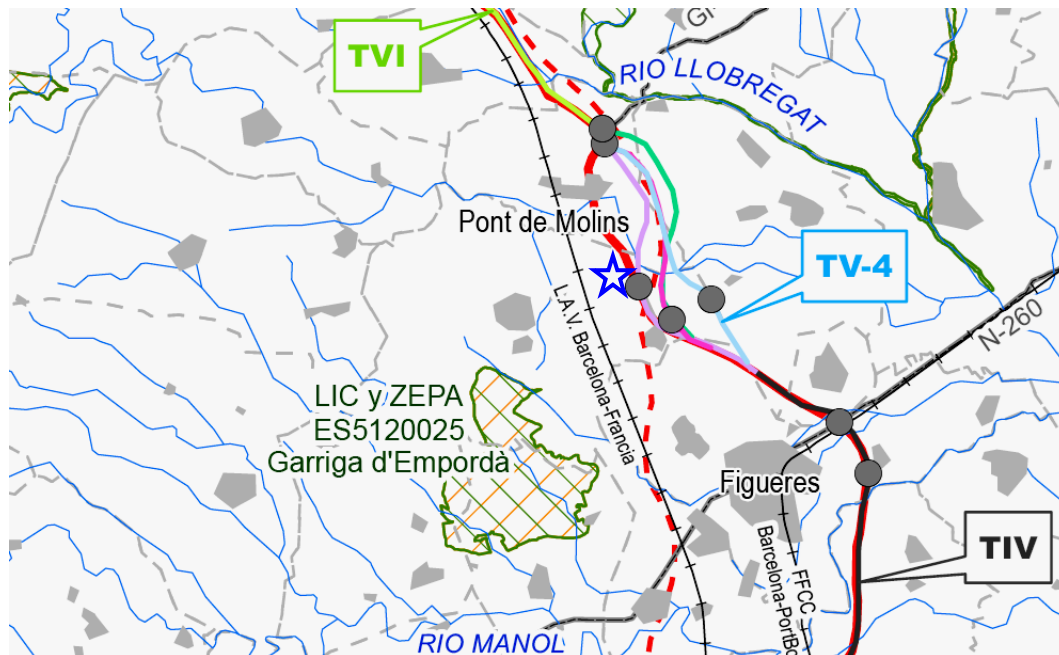 TVI
GI
RIO LLOBREGAT
Pont de Molins
TV-4
N-260
L.A.V. Barcelona-Francia
LIC y ZEPA
ES5120025
Garriga d'Empordà
Figueres
TIV
FFCC
Barcelona-PortBo
RIO MANOL